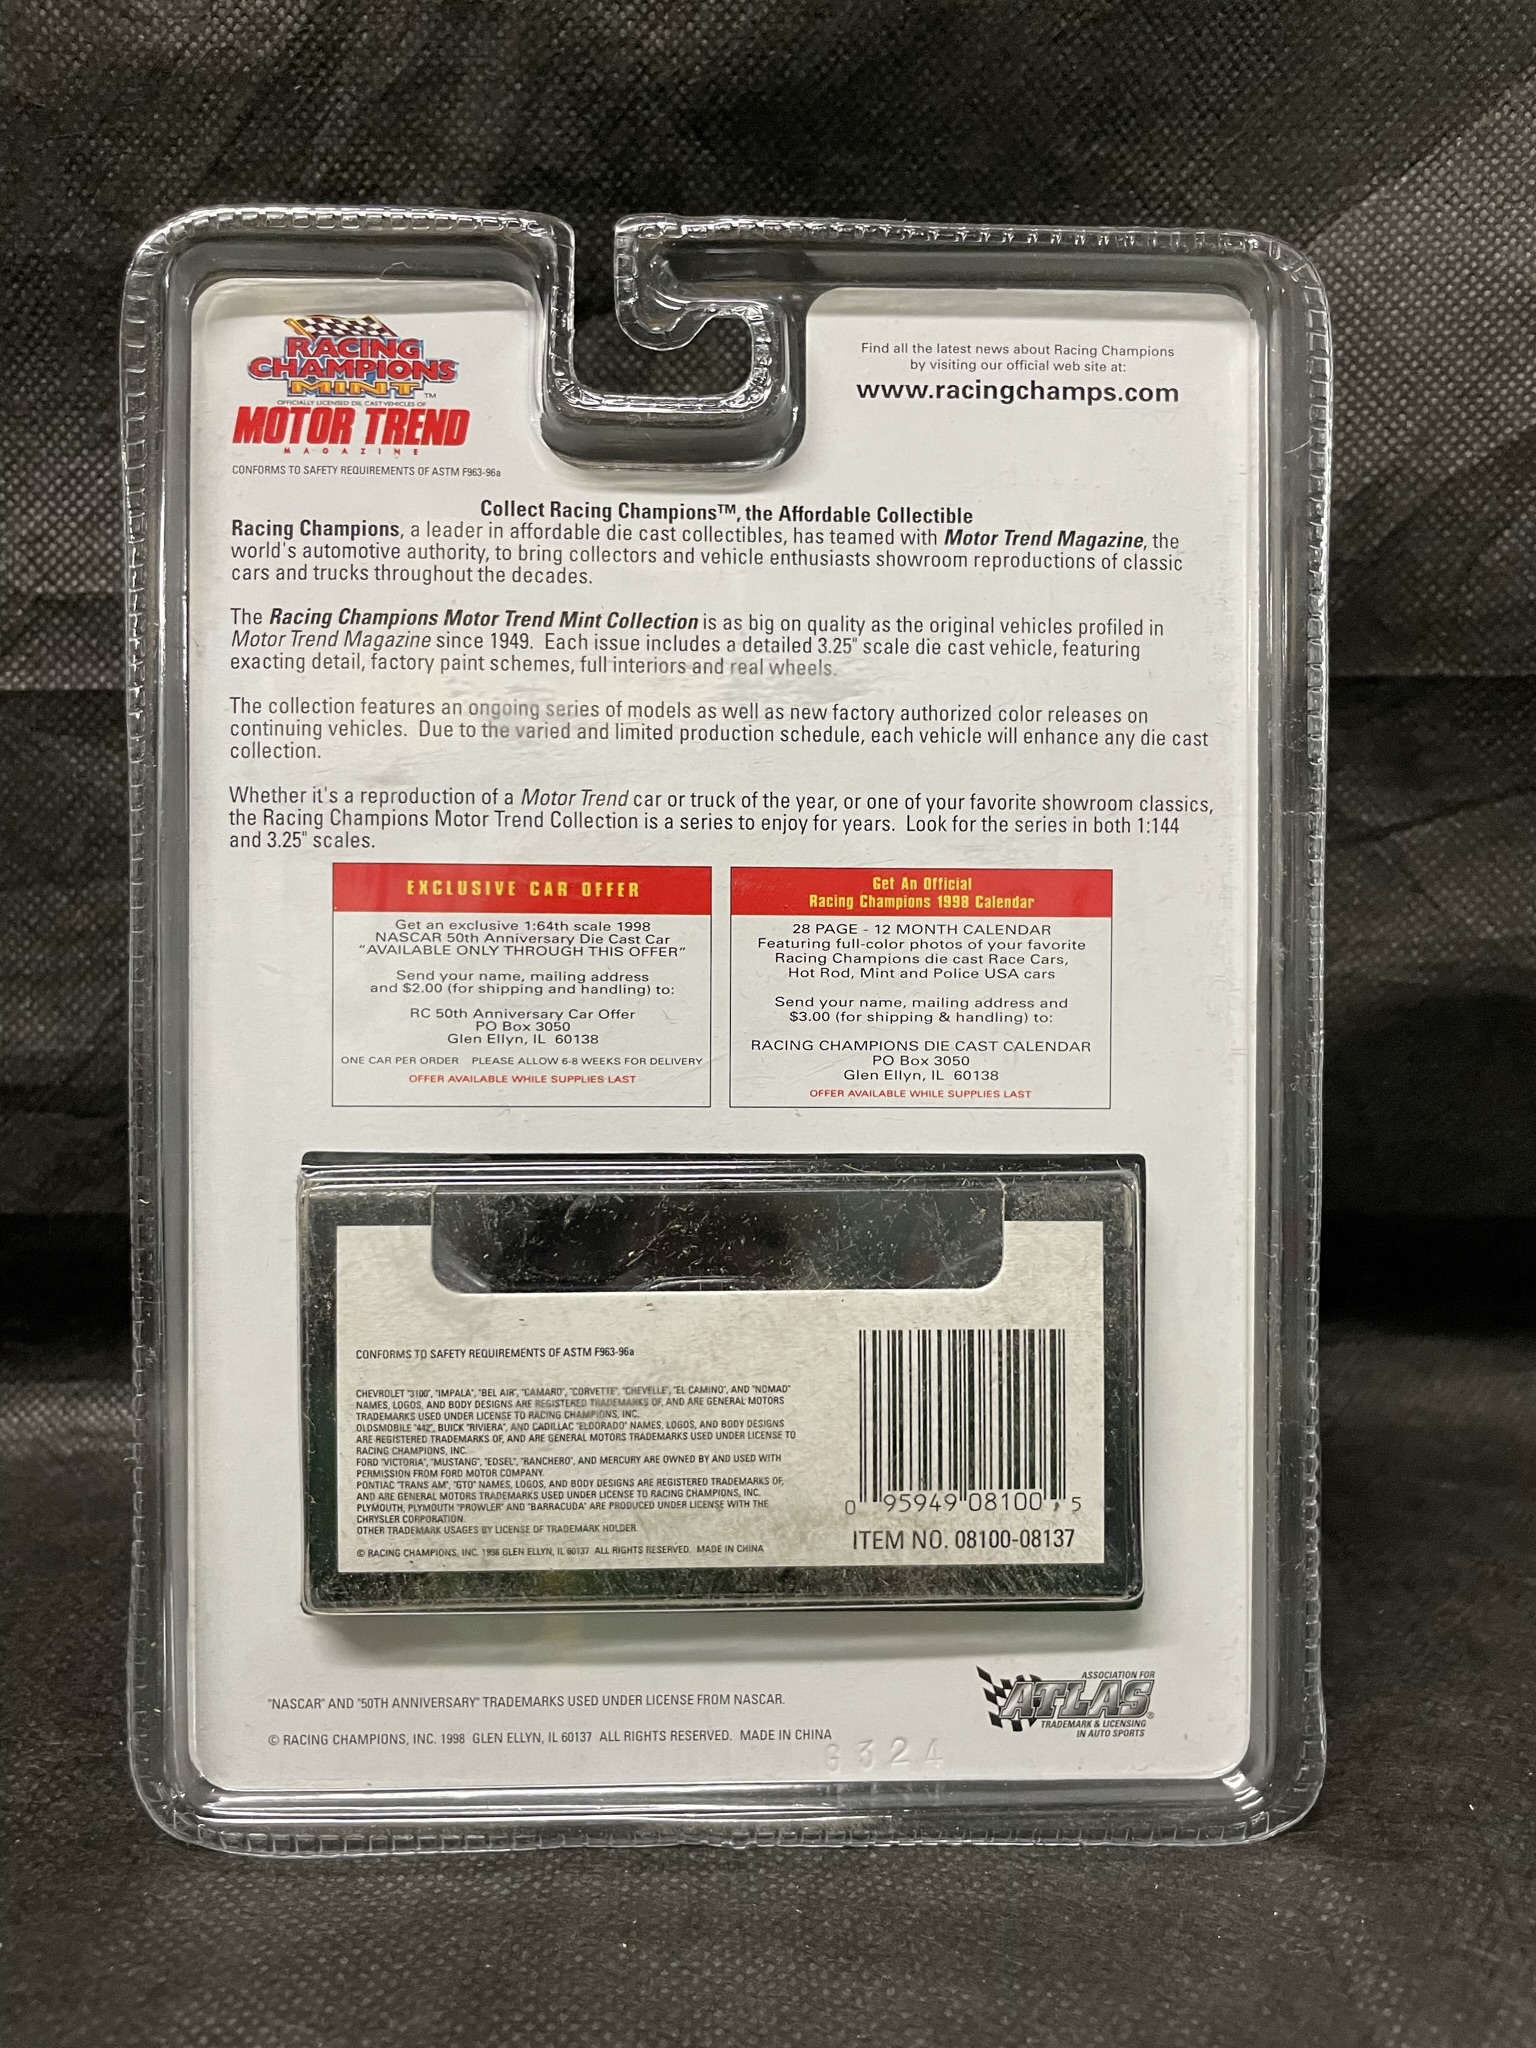 RACING
CHAMPIONS
MINT™
OFFICIALLY LICENSED DIE CAST VEHICLES OF
MOTOR TREND
MAGAZINE
CONFORMS TO SAFETY REQUIREMENTS OF ASTM F963-96a
Find all the latest news about Racing Champions
by visiting our official web site at:
www.racingchamps.com
Collect Racing Champions™, the Affordable Collectible
Racing Champions, a leader in affordable die cast collectibles, has teamed with Motor Trend Magazine, the
world's automotive authority, to bring collectors and vehicle enthusiasts showroom reproductions of classic
cars and trucks throughout the decades.
The Racing Champions Motor Trend Mint Collection is as big on quality as the original vehicles profiled in
Motor Trend Magazine since 1949. Each issue includes a detailed 3.25" scale die cast vehicle, featuring
exacting detail, factory paint schemes, full interiors and real wheels.
The collection features an ongoing series of models as well as new factory authorized color releases on
continuing vehicles. Due to the varied and limited production schedule, each vehicle will enhance any die cast
collection.
Whether it's a reproduction of a Motor Trend car or truck of the year, or one of your favorite showroom classics,
the Racing Champions Motor Trend Collection is a series to enjoy for years. Look for the series in both 1:144
and 3.25" scales.
EXCLUSIVE CAR OFFER
Get an exclusive 1:64th scale 1998
NASCAR 50th Anniversary Die Cast Car
"AVAILABLE ONLY THROUGH THIS OFFER"
Send your name, mailing address
and $2.00 (for shipping and handling) to:
RC 50th Anniversary Car Offer
PO Box 3050
Glen Ellyn, IL 60138
ONE CAR PER ORDER PLEASE ALLOW 6-8 WEEKS FOR DELIVERY
OFFER AVAILABLE WHILE SUPPLIES LAST
Get An Official
Racing Champions 1998 Calendar
28 PAGE - 12 MONTH CALENDAR
Featuring full-color photos of your favorite
Racing Champions die cast Race Cars,
Hot Rod, Mint and Police USA cars
Send your name, mailing address and
$3.00 (for shipping & handling) to:
RACING CHAMPIONS DIE CAST CALENDAR
PO Box 3050
Glen Ellyn, IL 60138
OFFER AVAILABLE WHILE SUPPLIES LAST
CONFORMS TO SAFETY REQUIREMENTS OF ASTM F963-96a
CHEVROLET "3100", "IMPALA", "BEL AIR", "CAMARO", "CORVETTE", "CHEVELLE", "EL CAMINO", AND "NOMAD"
NAMES, LOGOS, AND BODY DESIGNS ARE REGISTERED TRADEMARKS OF, AND ARE GENERAL MOTORS
TRADEMARKS USED UNDER LICENSE TO RACING CHAMPIONS, INC.
OLDSMOBILE "442", BUICK "RIVIERA", AND CADILLAC "ELDORADO" NAMES, LOGOS, AND BODY DESIGNS
ARE REGISTERED TRADEMARKS OF, AND ARE GENERAL MOTORS TRADEMARKS USED UNDER LICENSE TO
RACING CHAMPIONS, INC.
FORD "VICTORIA", "MUSTANG", "EDSEL", "RANCHERO", AND MERCURY ARE OWNED BY AND USED WITH
PERMISSION FROM FORD MOTOR COMPANY.
PONTIAC "TRANS AM", "GTO" NAMES, LOGOS, AND BODY DESIGNS ARE REGISTERED TRADEMARKS OF,
AND ARE GENERAL MOTORS TRADEMARKS USED UNDER LICENSE TO RACING CHAMPIONS, INC.
PLYMOUTH, PLYMOUTH "PROWLER" AND "BARRACUDA" ARE PRODUCED UNDER LICENSE WITH THE
CHRYSLER CORPORATION.
OTHER TRADEMARK USAGES BY LICENSE OF TRADEMARK HOLDER.
© RACING CHAMPIONS, INC. 1998 GLEN ELLYN, IL 60137 ALL RIGHTS RESERVED. MADE IN CHINA
0 95949 08100 5
ITEM NO. 08100-08137
"NASCAR" AND "50TH ANNIVERSARY" TRADEMARKS USED UNDER LICENSE FROM NASCAR.
© RACING CHAMPIONS, INC. 1998 GLEN ELLYN, IL 60137 ALL RIGHTS RESERVED. MADE IN CHINA
ASSOCIATION FOR
ATLAS®
TRADEMARK & LICENSING
IN AUTO SPORTS